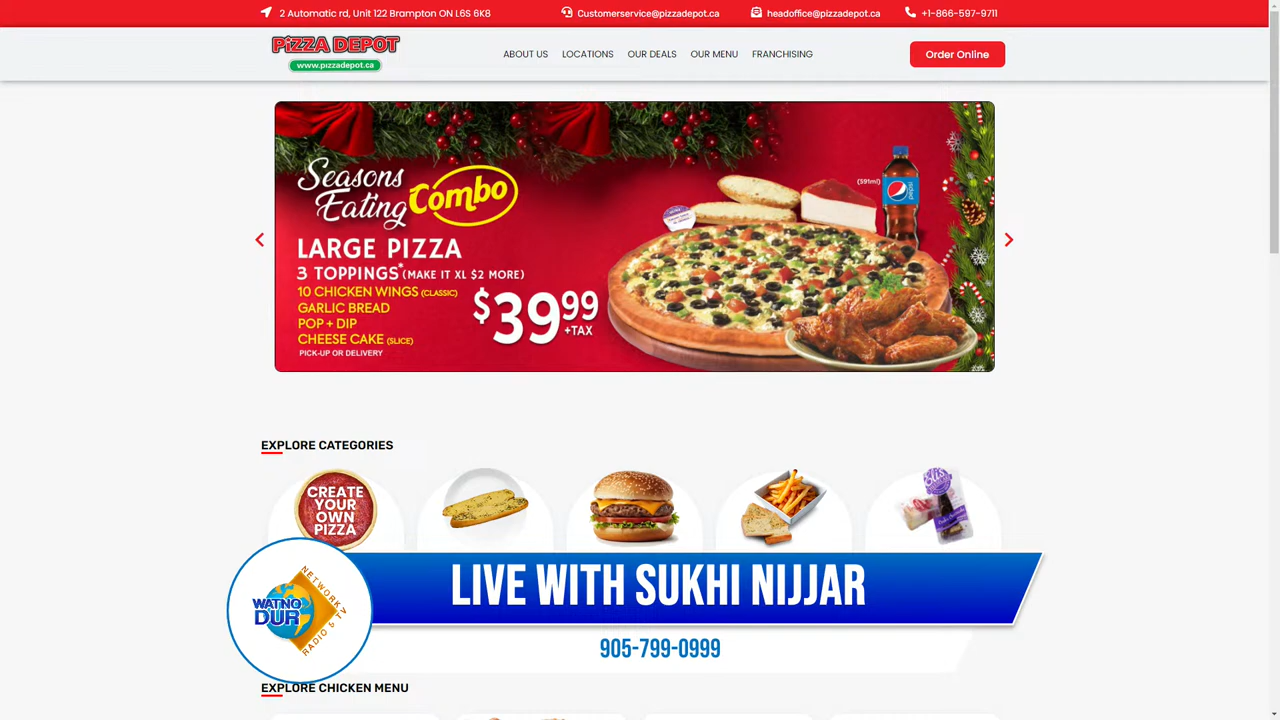 2 Automatic rd, Unit 122 Brampton ON L6S 6K8
Customerservice@pizzadepot.ca
headoffice@pizzadepot.ca
+1-866-597-9711
PIZZA DEPOT
www.pizzadepot.ca
ABOUT US
LOCATIONS
OUR DEALS
OUR MENU
FRANCHISING
Order Online
Seasons
Eating Combo
LARGE PIZZA
3 TOPPINGS* (MAKE IT XL $2 MORE)
10 CHICKEN WINGS (CLASSIC)
GARLIC BREAD
POP + DIP
CHEESE CAKE (SLICE)
PICK-UP OR DELIVERY
$39.99
+TAX
(591ml)
pepsi
EXPLORE CATEGORIES
CREATE
YOUR
OWN
PIZZA
WATNO
DUR
NETWORK
RADIO & TV
LIVE WITH SUKHI NIJJAR
905-799-0999
EXPLORE CHICKEN MENU